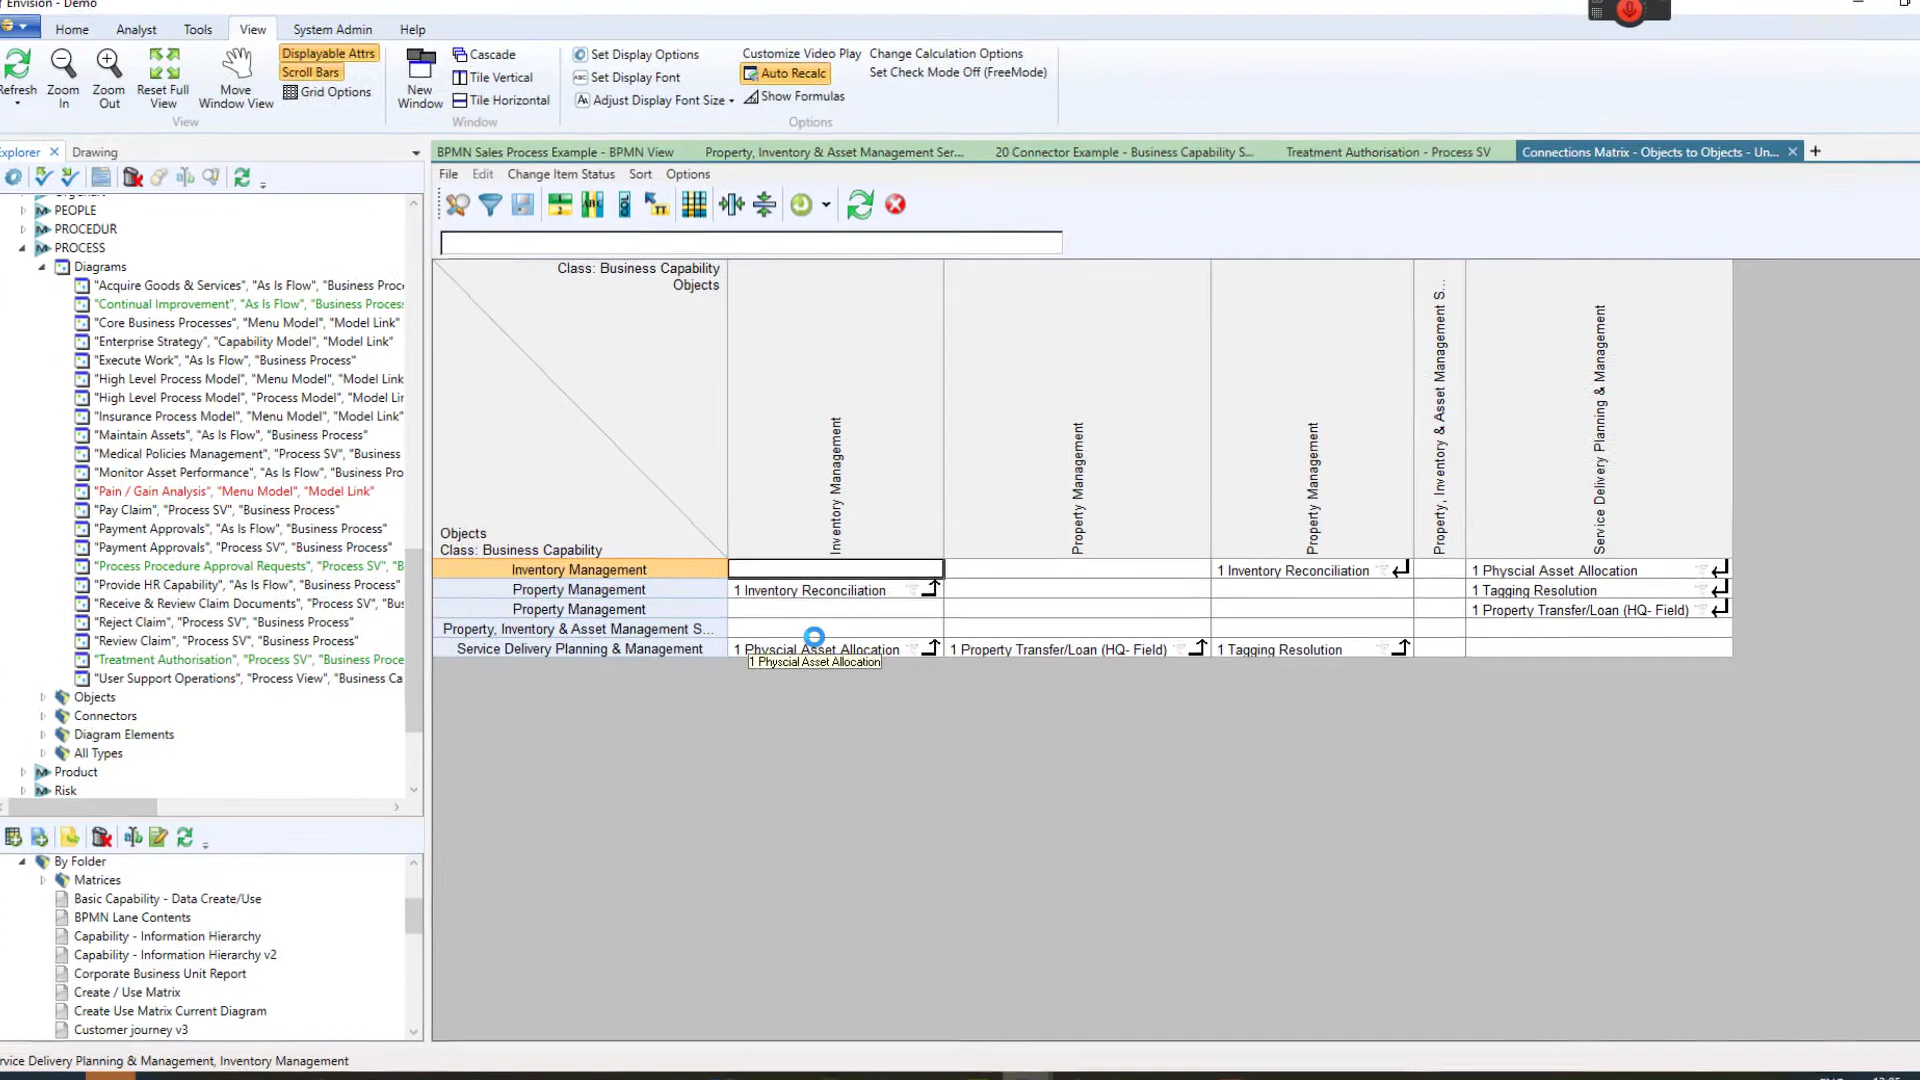 Envision - Demo
Home
Analyst
Tools
View
System Admin
Help
Refresh
Zoom In
Zoom Out
Reset Full View
Move Window View
Displayable Attrs
Scroll Bars
Grid Options
View
New Window
Cascade
Tile Vertical
Tile Horizontal
Window
Set Display Options
Set Display Font
Adjust Display Font Size
Customize Video Play
Auto Recalc
Show Formulas
Change Calculation Options
Set Check Mode Off (FreeMode)
Options
Explorer
Drawing
BPMN Sales Process Example - BPMN View
Property, Inventory & Asset Management Ser...
20 Connector Example - Business Capability S...
Treatment Authorisation - Process SV
Connections Matrix - Objects to Objects - Un...
File
Edit
Change Item Status
Sort
Options
PEOPLE
PROCEDUR
PROCESS
Diagrams
"Acquire Goods & Services", "As Is Flow", "Business Proce
"Continual Improvement", "As Is Flow", "Business Process
"Core Business Processes", "Menu Model", "Model Link"
"Enterprise Strategy", "Capability Model", "Model Link"
"Execute Work", "As Is Flow", "Business Process"
"High Level Process Model", "Menu Model", "Model Link
"High Level Process Model", "Process Model", "Model Lir
"Insurance Process Model", "Menu Model", "Model Link"
"Maintain Assets", "As Is Flow", "Business Process"
"Medical Policies Management", "Process SV", "Business
"Monitor Asset Performance", "As Is Flow", "Business Pro
"Pain / Gain Analysis", "Menu Model", "Model Link"
"Pay Claim", "Process SV", "Business Process"
"Payment Approvals", "As Is Flow", "Business Process"
"Payment Approvals", "Process SV", "Business Process"
"Process Procedure Approval Requests", "Process SV", "B
"Provide HR Capability", "As Is Flow", "Business Process"
"Receive & Review Claim Documents", "Process SV", "Bus
"Reject Claim", "Process SV", "Business Process"
"Review Claim", "Process SV", "Business Process"
"Treatment Authorisation", "Process SV", "Business Proce
"User Support Operations", "Process View", "Business Ca
Objects
Connectors
Diagram Elements
All Types
Product
Risk
By Folder
Matrices
Basic Capability - Data Create/Use
BPMN Lane Contents
Capability - Information Hierarchy
Capability - Information Hierarchy v2
Corporate Business Unit Report
Create / Use Matrix
Create Use Matrix Current Diagram
Customer journey v3
Class: Business Capability
Objects
Inventory Management
Property Management
Property Management
Property, Inventory & Asset Management S...
Service Delivery Planning & Management
Objects
Class: Business Capability
Inventory Management
1 Inventory Reconciliation
1 Physcial Asset Allocation
Property Management
1 Inventory Reconciliation
1 Tagging Resolution
Property Management
1 Property Transfer/Loan (HQ- Field)
Property, Inventory & Asset Management S...
Service Delivery Planning & Management
1 Physcial Asset Allocation
1 Property Transfer/Loan (HQ- Field)
1 Tagging Resolution
1 Physcial Asset Allocation
rvice Delivery Planning & Management, Inventory Management